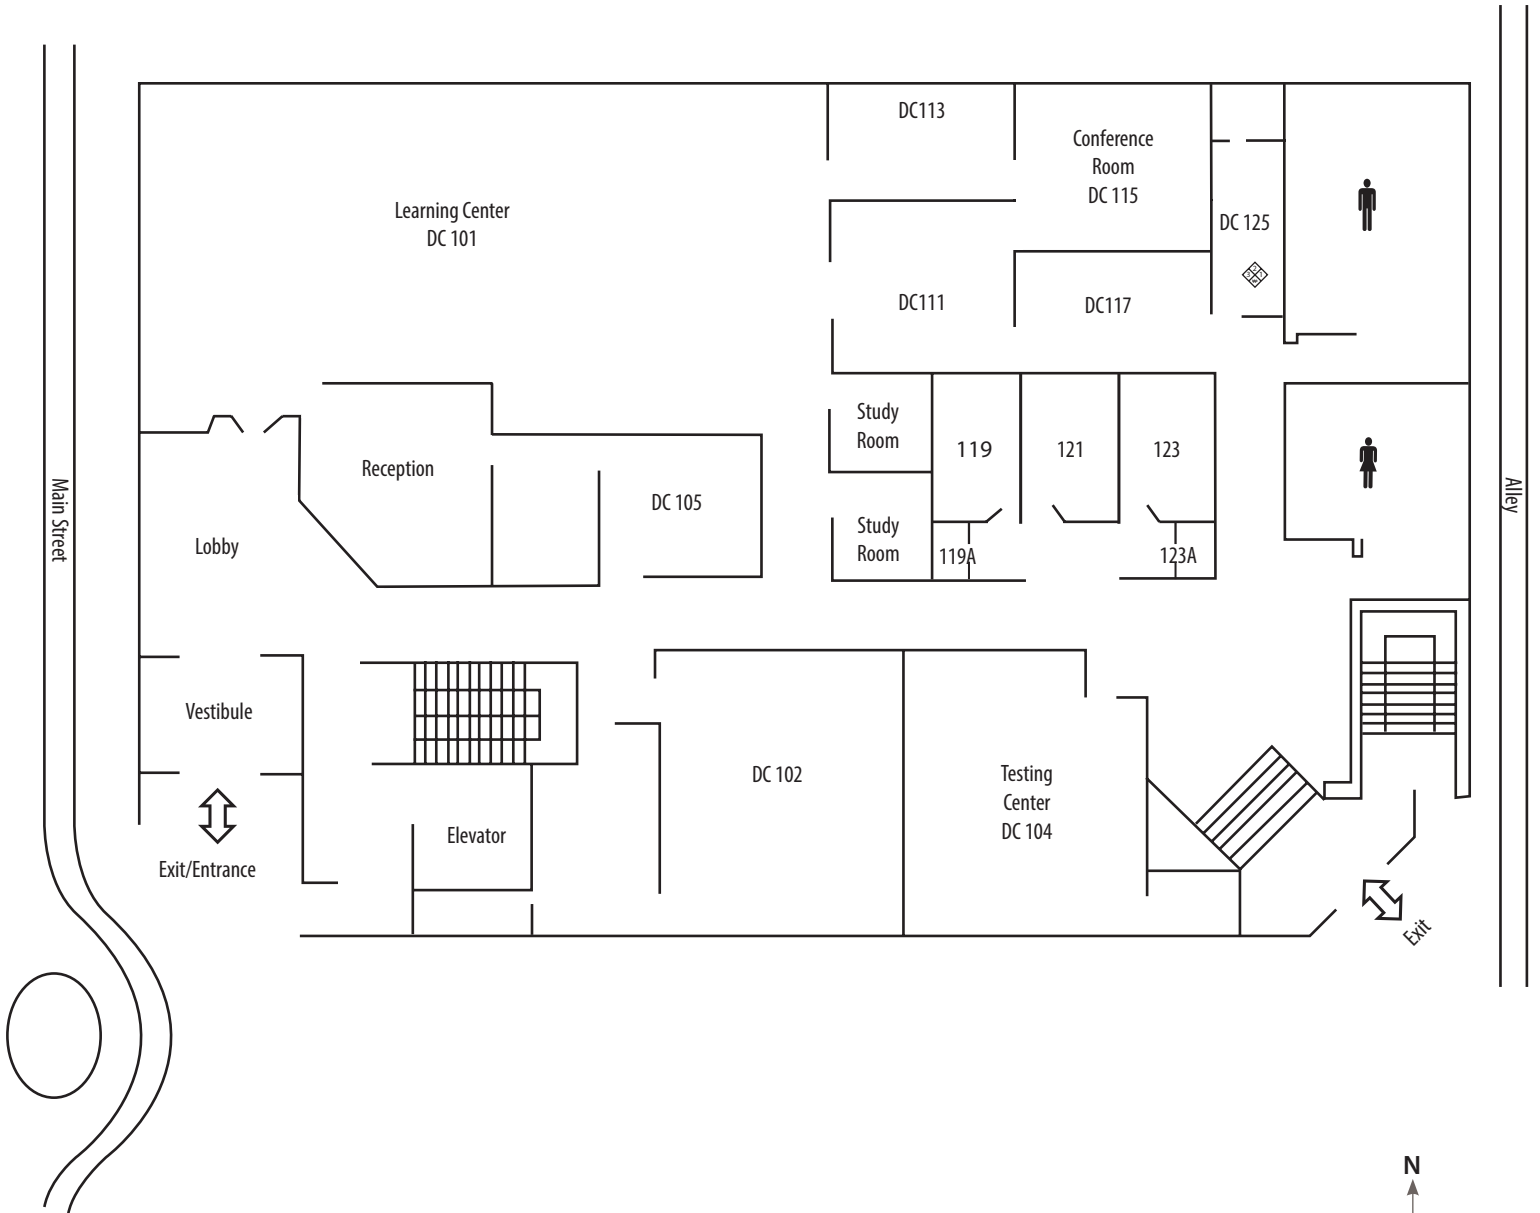 DC113
Conference
Room
DC 115
Learning Center
DC 101
DC 125
DC111
DC117
Study
Room
119
121
123
Reception
DC 105
Main Street
Alley
Lobby
Study
Room
119A
123A
Vestibule
DC 102
Testing
Center
DC 104
Elevator
Exit/Entrance
Exit
N